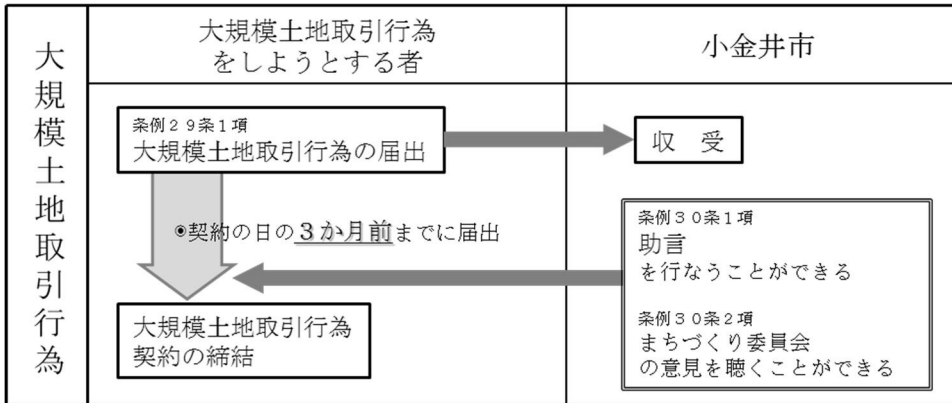 大規模土地取引行為
大規模土地取引行為
をしようとする者
小金井市
条例２９条１項
大規模土地取引行為の届出
収　受
◉契約の日の３か月前までに届出
条例３０条１項
助言
を行なうことができる
条例３０条２項
まちづくり委員会
の意見を聴くことができる
大規模土地取引行為
契約の締結